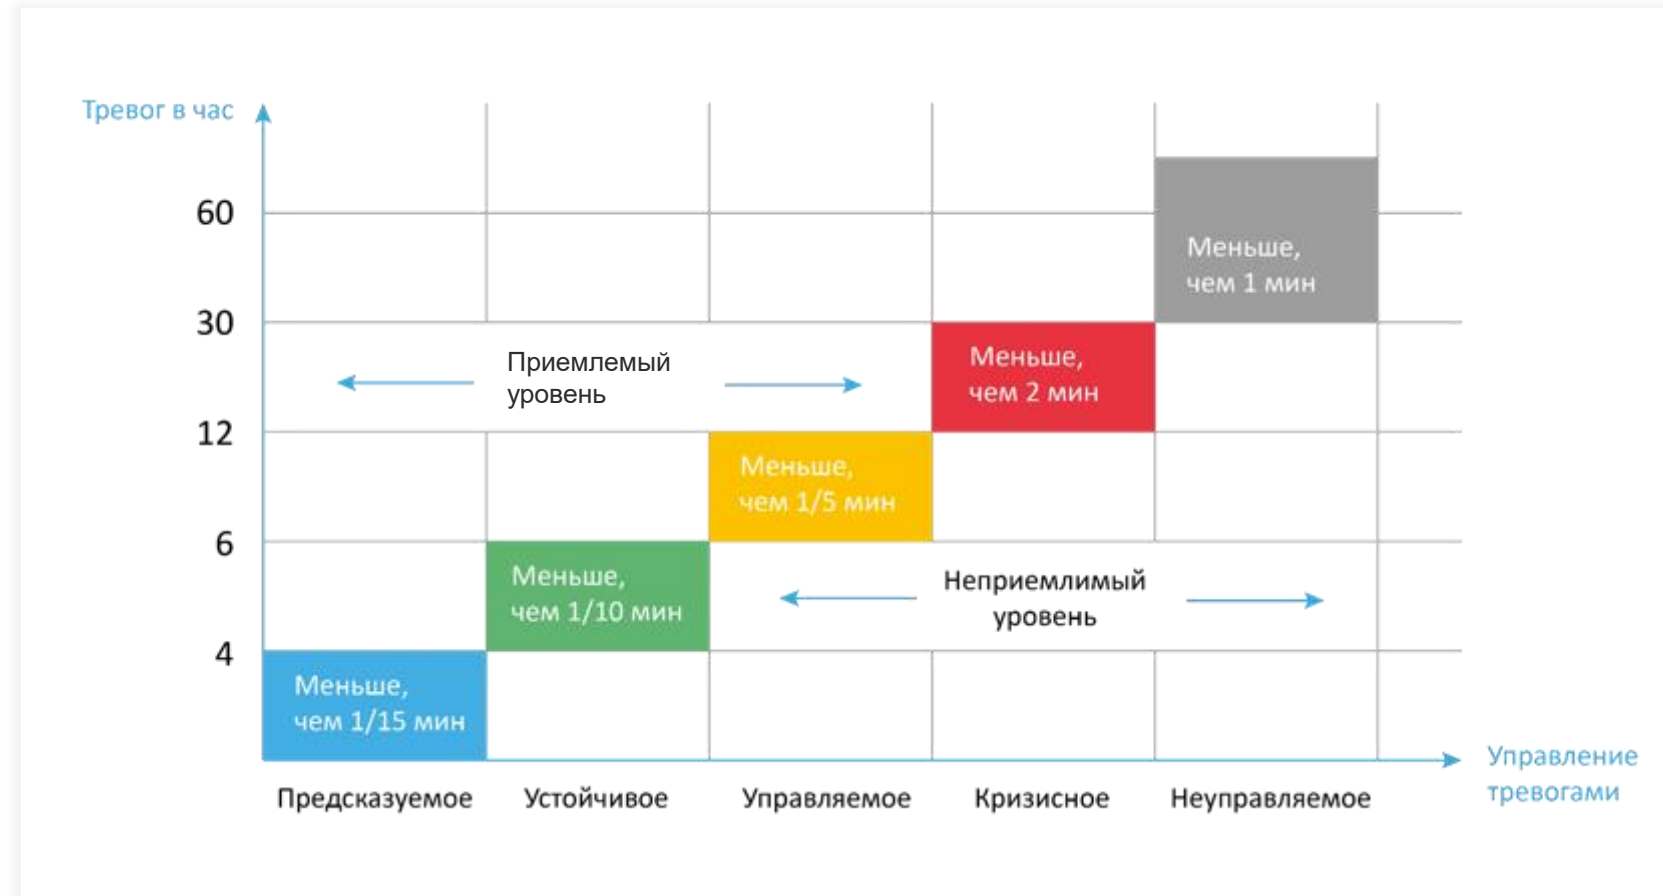 Тревог в час
60
Меньше,
чем 1 мин
30
Приемлемый
уровень
Меньше,
чем 2 мин
12
Меньше,
чем 1/5 мин
6
Меньше,
чем 1/10 мин
Неприемлимый
уровень
4
Меньше,
чем 1/15 мин
Управление
тревогами
Предсказуемое
Устойчивое
Управляемое
Кризисное
Неуправляемое